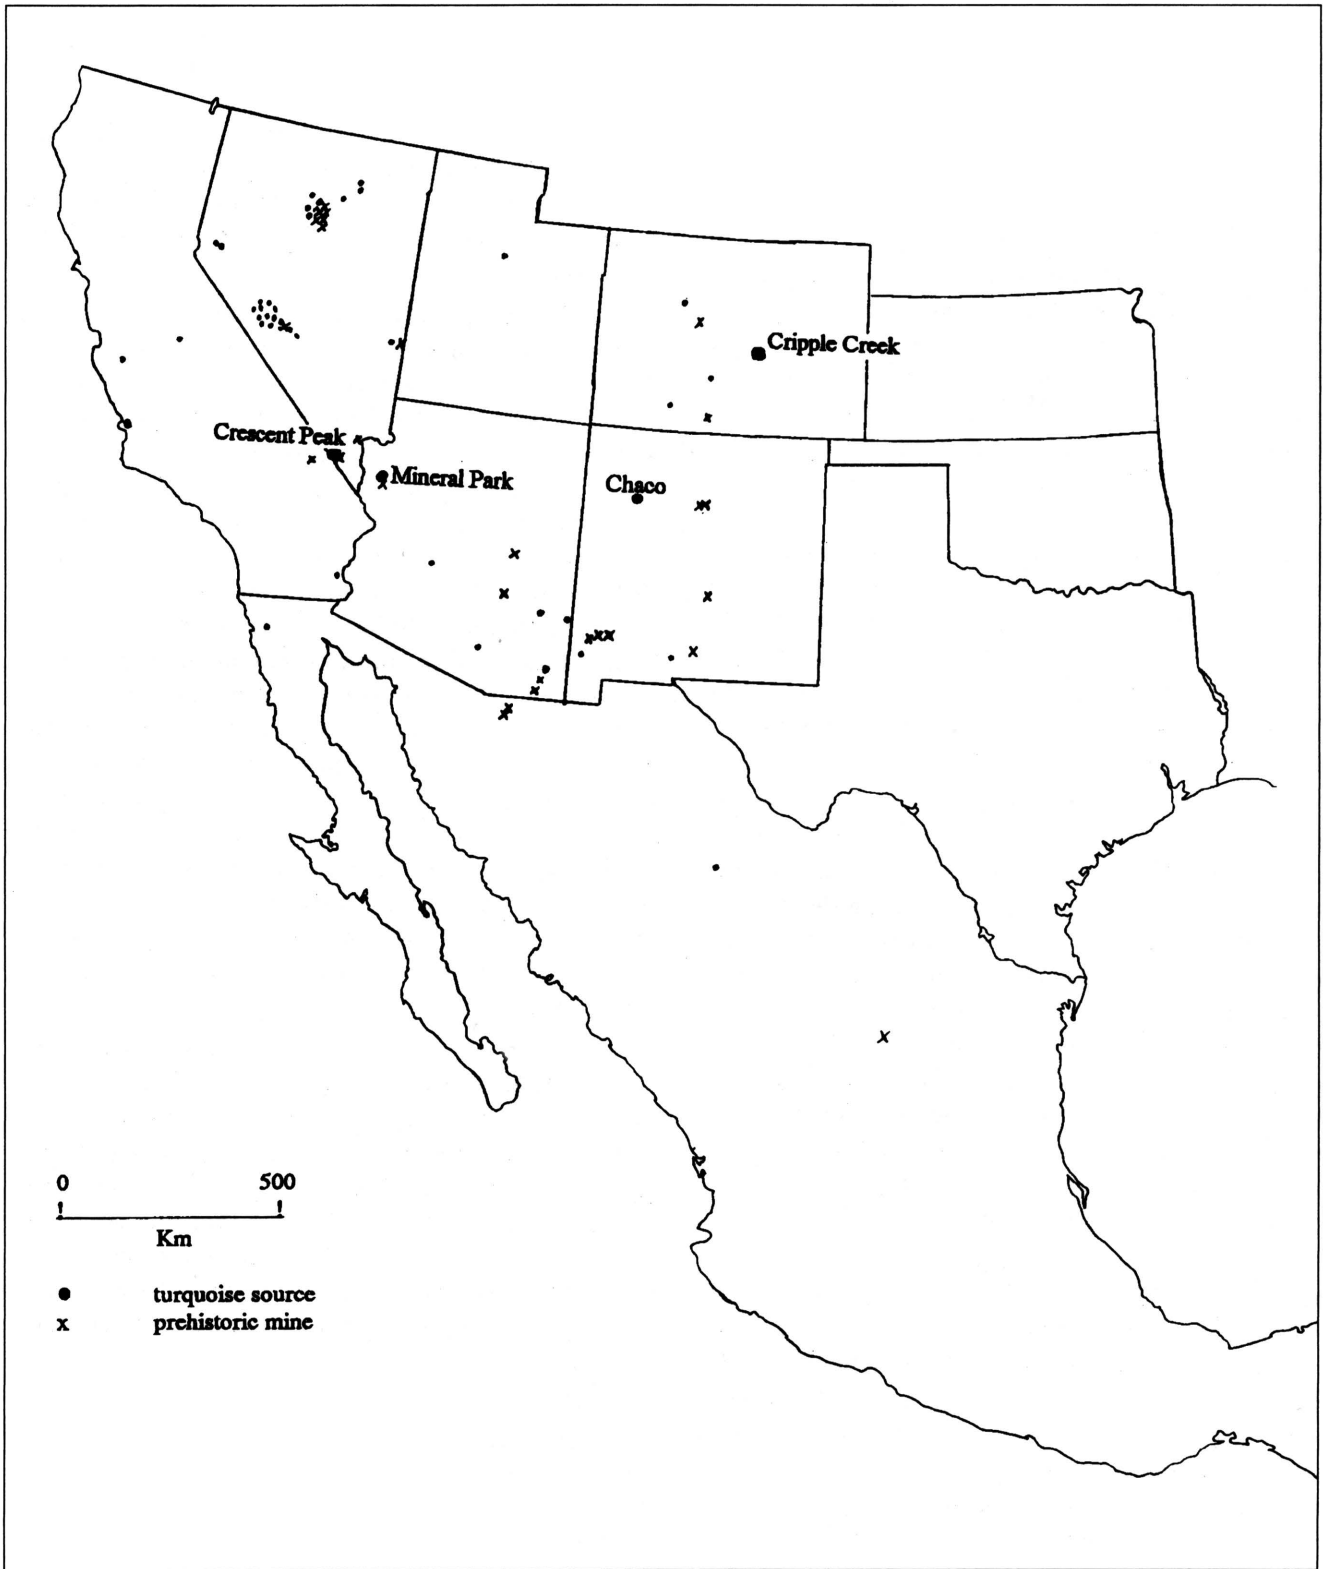 Cripple Creek
Crescent Peak
Mineral Park
Chaco
0 500
Km
turquoise source
x prehistoric mine